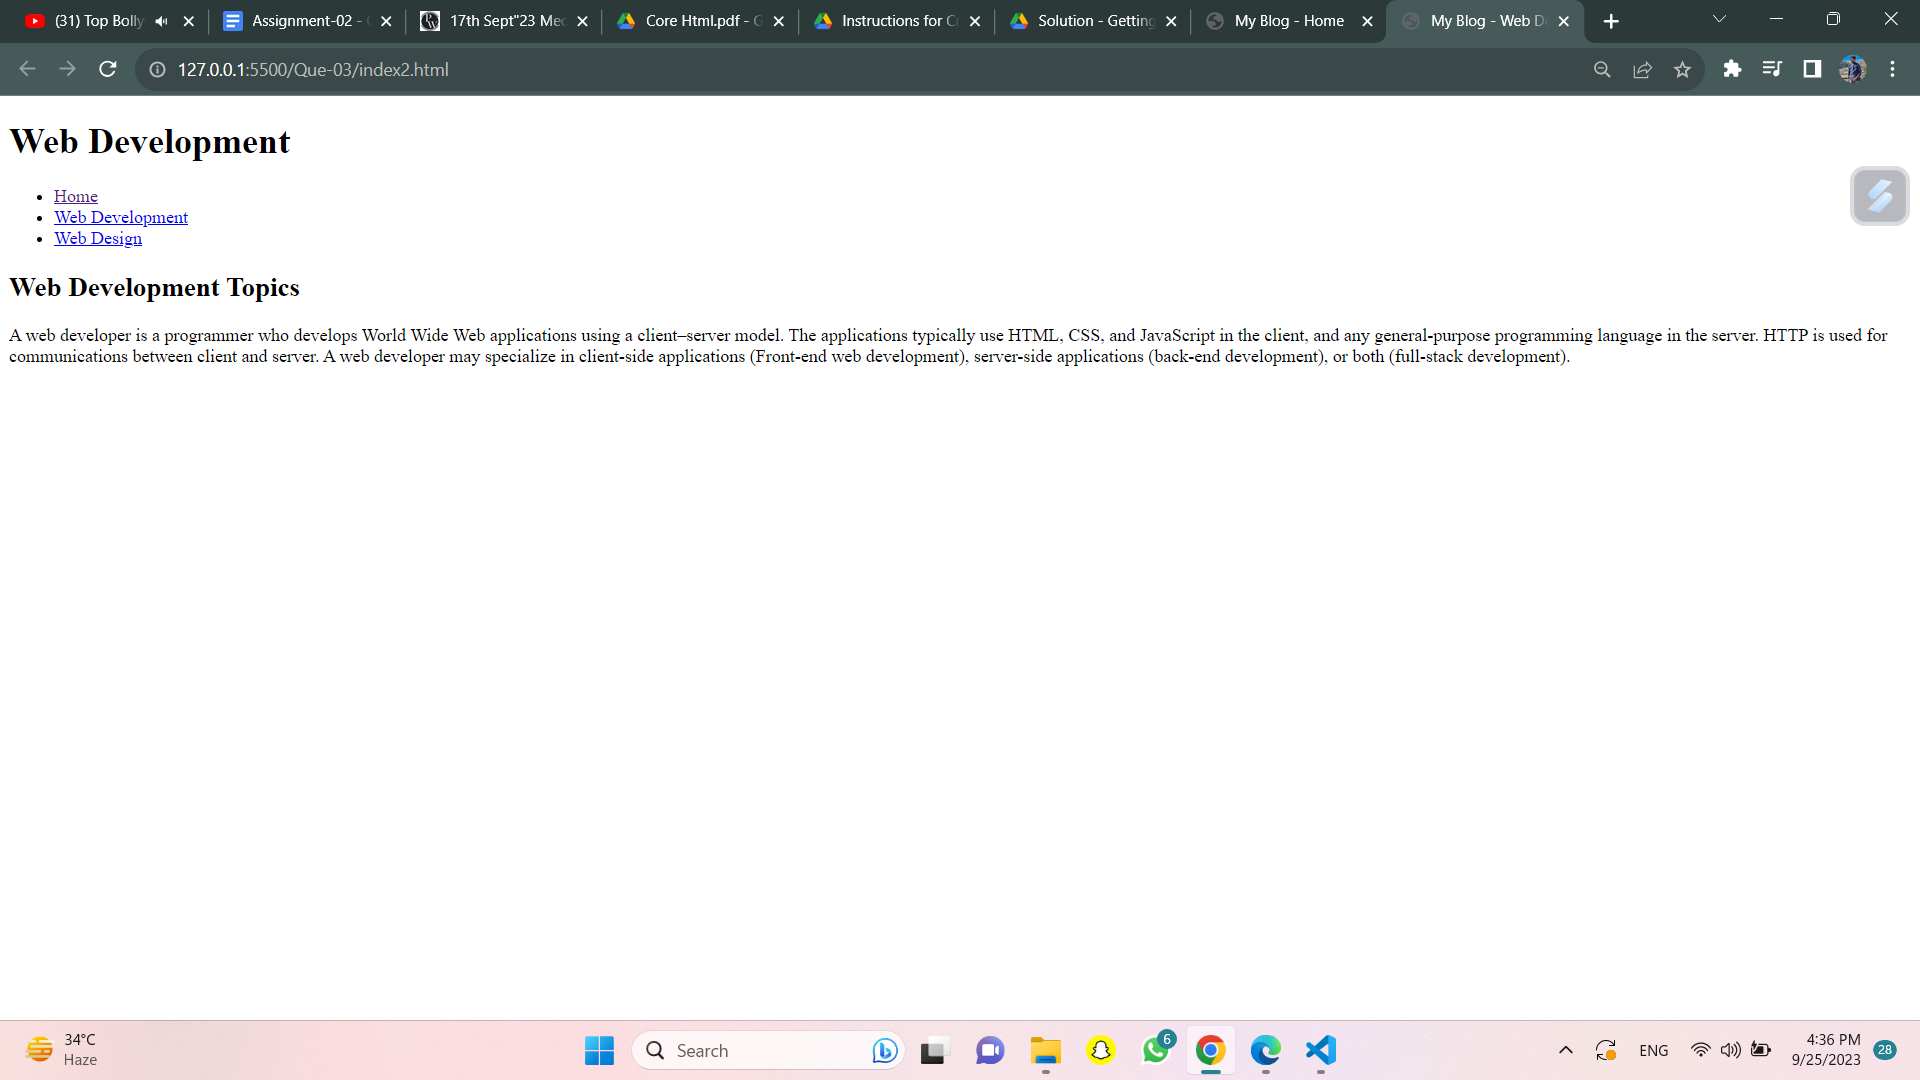 (31) Top Bolly
Assignment-02 -
17th Sept"23 Mec
Core Html.pdf - G
Instructions for C
Solution - Getting
My Blog - Home
My Blog - Web D
127.0.0.1:5500/Que-03/index2.html
Web Development
Home
Web Development
Web Design
Web Development Topics
A web developer is a programmer who develops World Wide Web applications using a client–server model. The applications typically use HTML, CSS, and JavaScript in the client, and any general-purpose programming language in the server. HTTP is used for
communications between client and server. A web developer may specialize in client-side applications (Front-end web development), server-side applications (back-end development), or both (full-stack development).
34°C
Haze
Search
6
ENG
4:36 PM
9/25/2023
28